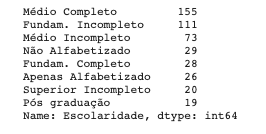 Médio Completo 155
Fundam. Incompleto 111
Médio Incompleto 73
Não Alfabetizado 29
Fundam. Completo 28
Apenas Alfabetizado 26
Superior Incompleto 20
Pós graduação 19
Name: Escolaridade, dtype: int64